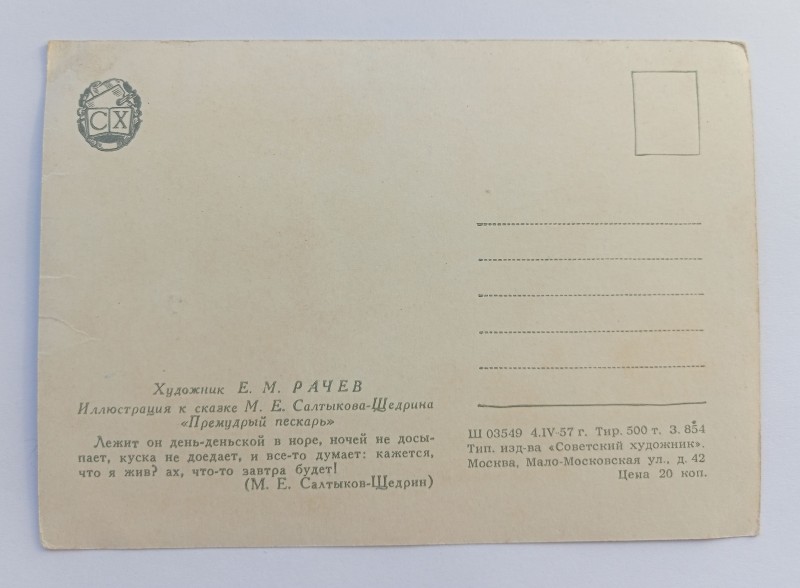 СХ
Художник Е. М. РАЧЕВ
Иллюстрация к сказке М. Е. Салтыкова-Щедрина
«Премудрый пескарь»
Лежит он день-деньской в норе, ночей не досы-
пает, куска не доедает, и все-то думает: кажется,
что я жив? ах, что-то завтра будет!
(М. Е. Салтыков-Щедрин)
Ш 03549 4.IV-57 г. Тир. 500 т. З. 854
Тип. изд-ва «Советский художник».
Москва, Мало-Московская ул., д. 42
Цена 20 коп.